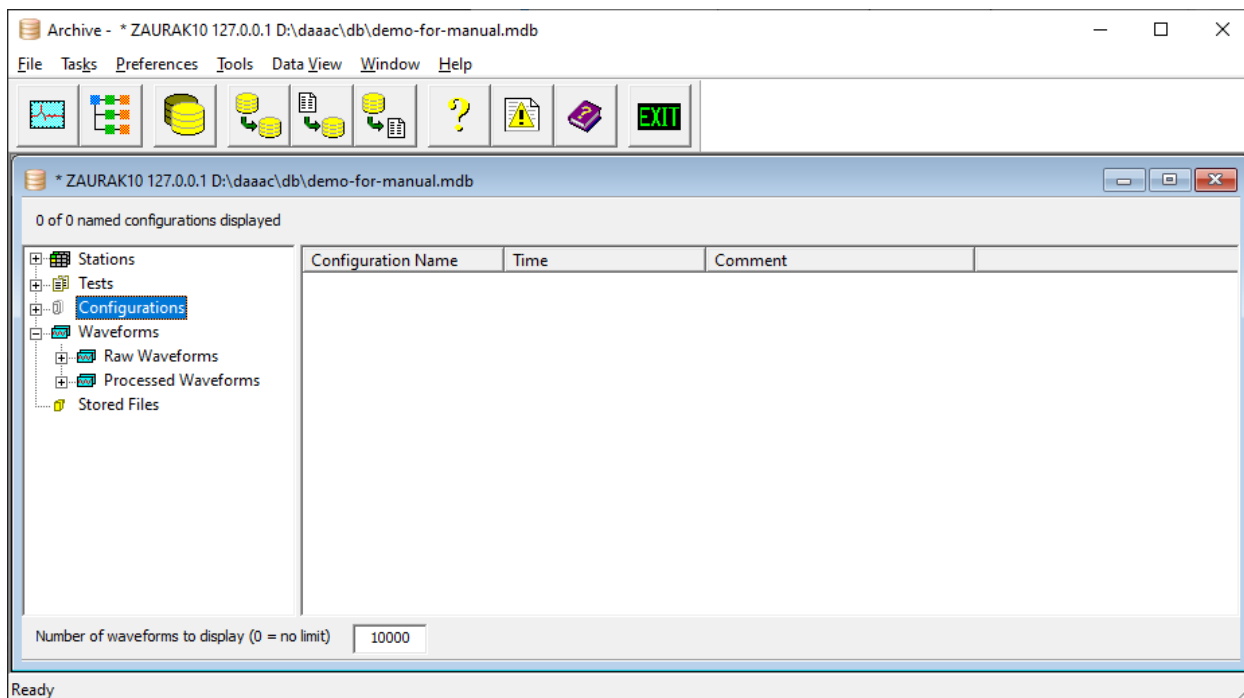 Archive - * ZAURAK10 127.0.0.1 D:\daaac\db\demo-for-manual.mdb
File Tasks Preferences Tools Data View Window Help
EXIT
* ZAURAK10 127.0.0.1 D:\daaac\db\demo-for-manual.mdb
0 of 0 named configurations displayed
Configuration Name Time Comment
Stations
Tests
Configurations
Waveforms
Raw Waveforms
Processed Waveforms
Stored Files
Number of waveforms to display (0 = no limit) 10000
Ready